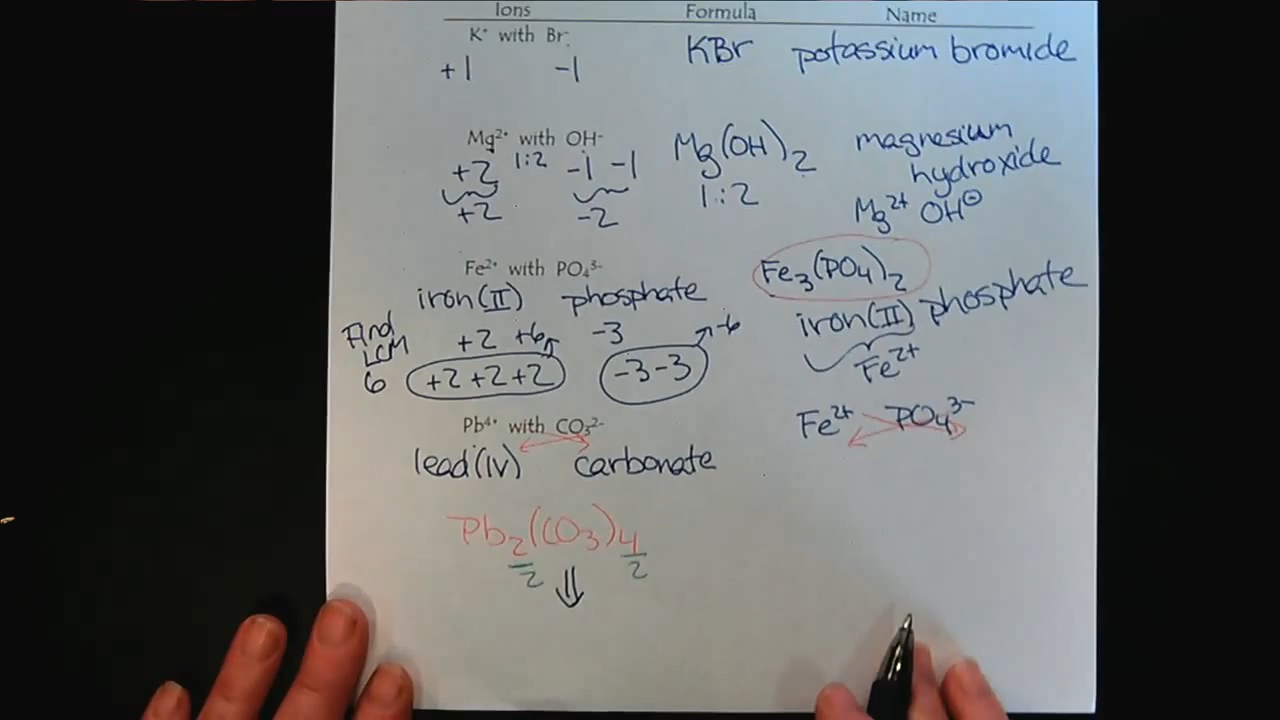 Ions Formula Name
K⁺ with Br⁻ KBr potassium bromide
+1 -1
Mg²⁺ with OH⁻ Mg(OH)₂ magnesium hydroxide
+2 1:2 -1 -1 1:2
+2 -2 Mg²⁺ OH⊖
Fe²⁺ with PO₄³⁻ Fe₃(PO₄)₂
iron(II) phosphate iron(II) phosphate
Find LCM 6 +2 +6 -3 -6 Fe²⁺
+2+2+2 -3-3
Pb⁴⁺ with CO₃²⁻ Fe²⁺ PO₄³⁻
lead(IV) carbonate
Pb₂(CO₃)₄
2 2